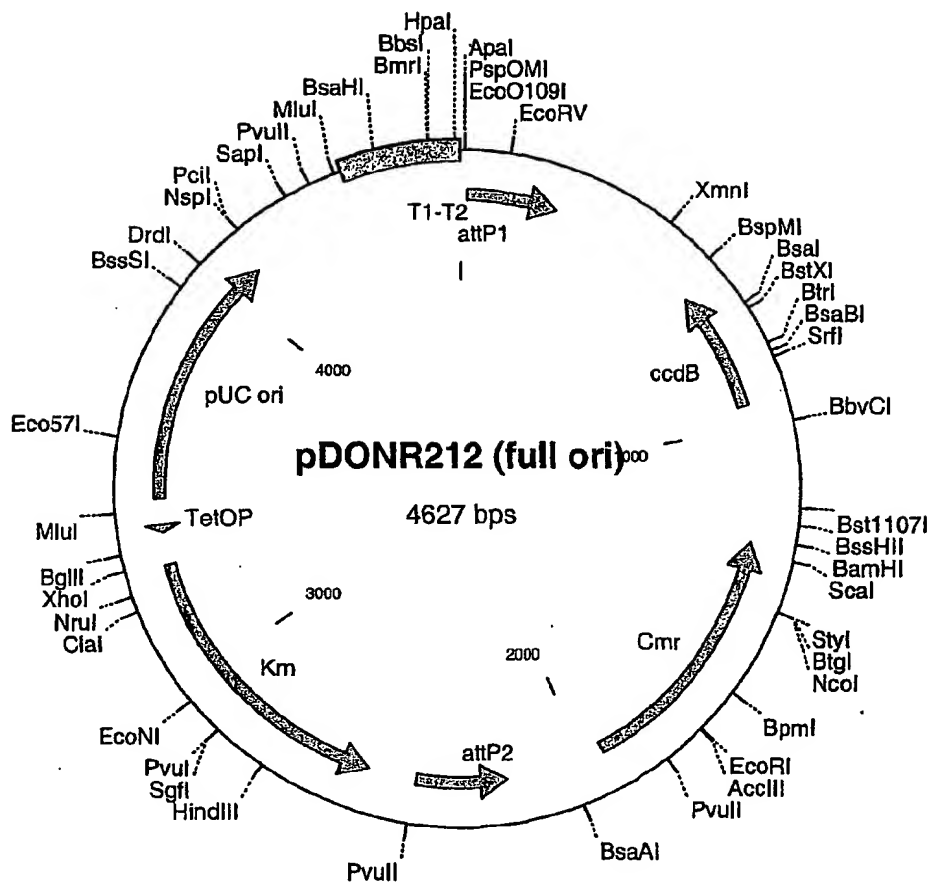 HpaI
BbsI
ApaI
BmrI
PspOMI
BsaHI
EcoO109I
MluI
EcoRV
PvuII
SapI
PciI
NspI
XmnI
T1-T2
attP1
DrdI
BspMI
BssSI
BsaI
BstXI
BtrI
BsaBI
SrfI
4000
ccdB
pUC ori
BbvCI
Eco57I
pDONR212 (full ori)
1000
4627 bps
TetOP
MluI
Bst1107I
BssHII
BglII
BamHI
XhoI
ScaI
NruI
3000
ClaI
Cmr
StyI
Km
2000
BtgI
NcoI
EcoNI
BpmI
attP2
PvuI
EcoRI
SgfI
AccIII
HindIII
PvuII
BsaAI
PvuII